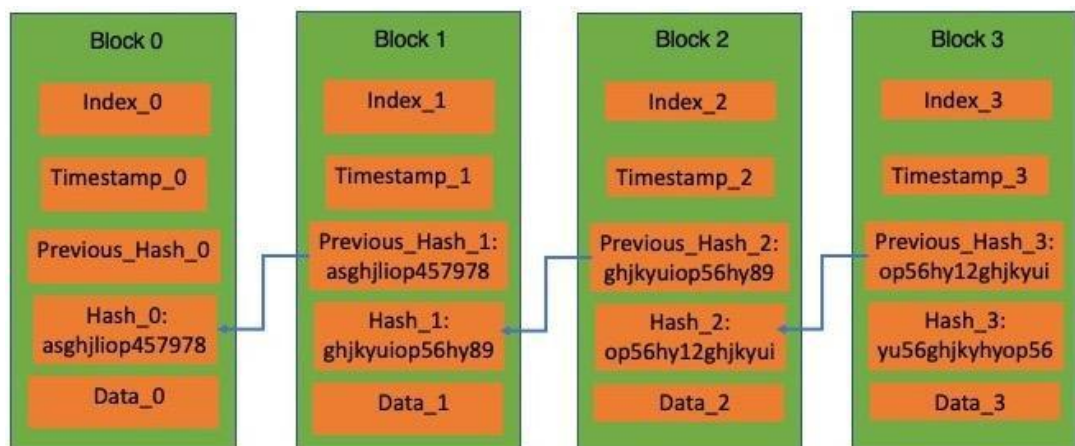 Block 0
Index_0
Timestamp_0
Previous_Hash_0
Hash_0:
asghjliop457978
Data_0
Block 1
Index_1
Timestamp_1
Previous_Hash_1:
asghjliop457978
Hash_1:
ghjkyuiop56hy89
Data_1
Block 2
Index_2
Timestamp_2
Previous_Hash_2:
ghjkyuiop56hy89
Hash_2:
op56hy12ghjkyui
Data_2
Block 3
Index_3
Timestamp_3
Previous_Hash_3:
op56hy12ghjkyui
Hash_3:
yu56ghjkyhyop56
Data_3